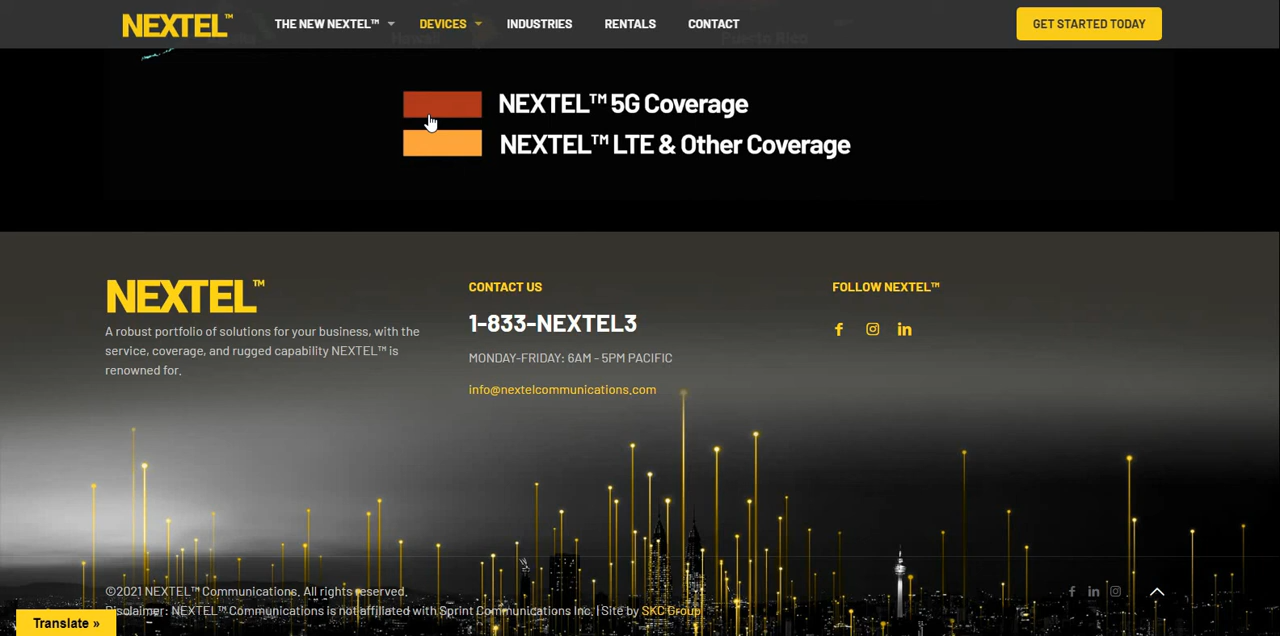 NEXTEL™ THE NEW NEXTEL™ DEVICES INDUSTRIES RENTALS CONTACT GET STARTED TODAY
Hawaii Puerto Rico
NEXTEL™ 5G Coverage
NEXTEL™ LTE & Other Coverage
NEXTEL™
A robust portfolio of solutions for your business, with the
service, coverage, and rugged capability NEXTEL™ is
renowned for.
CONTACT US
1-833-NEXTEL3
MONDAY-FRIDAY: 6AM - 5PM PACIFIC
info@nextelcommunications.com
FOLLOW NEXTEL™
©2021 NEXTEL™ Communications. All rights reserved.
Disclaimer: NEXTEL™ Communications is not affiliated with Sprint Communications Inc. | Site by SKC Group
Translate »